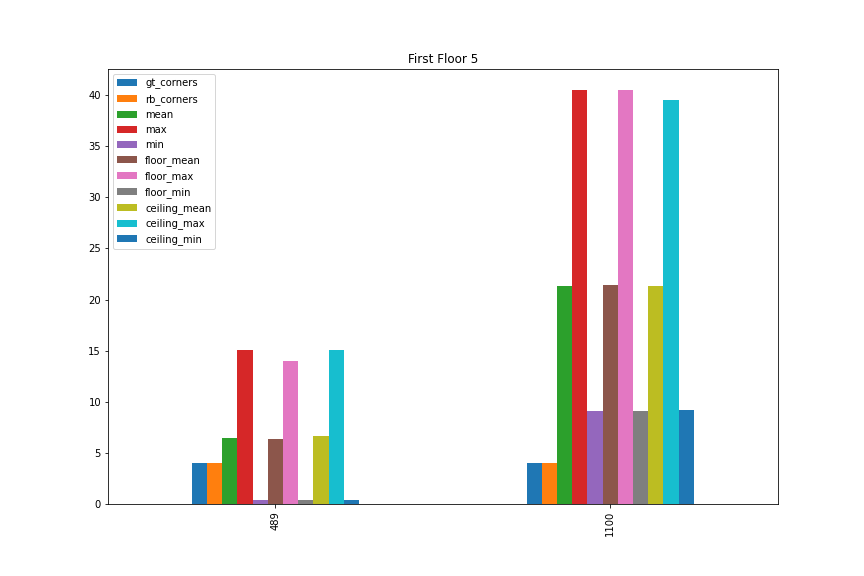 First Floor 5
gt_corners
rb_corners
mean
max
min
floor_mean
floor_max
floor_min
ceiling_mean
ceiling_max
ceiling_min
40
35
30
25
20
15
10
5
0
489
1100